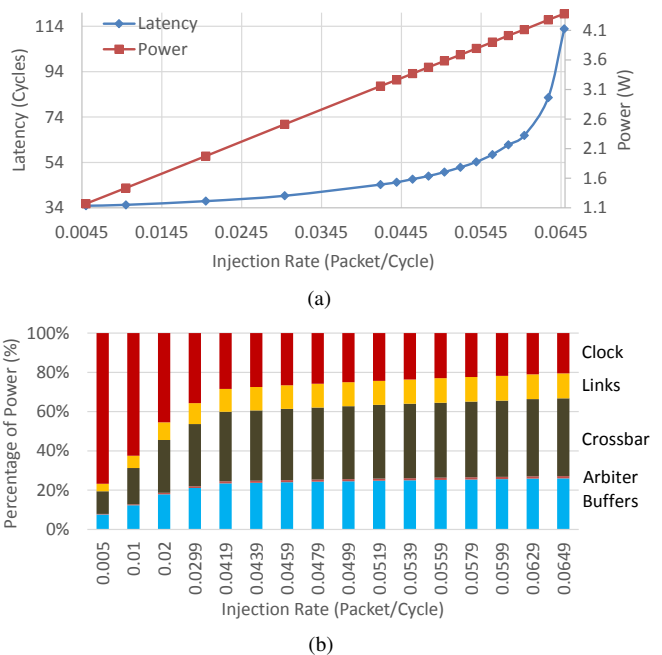 Latency
Power
Latency (Cycles)
114
94
74
54
34
4.1
3.6
3.1
2.6
2.1
1.6
1.1
Power (W)
0.0045 0.0145 0.0245 0.0345 0.0445 0.0545 0.0645
Injection Rate (Packet/Cycle)
(a)
Percentage of Power (%)
100%
80%
60%
40%
20%
0%
Clock
Links
Crossbar
Arbiter
Buffers
0.005 0.01 0.02 0.0299 0.0419 0.0439 0.0459 0.0479 0.0499 0.0519 0.0539 0.0559 0.0579 0.0599 0.0629 0.0649
Injection Rate (Packet/Cycle)
(b)